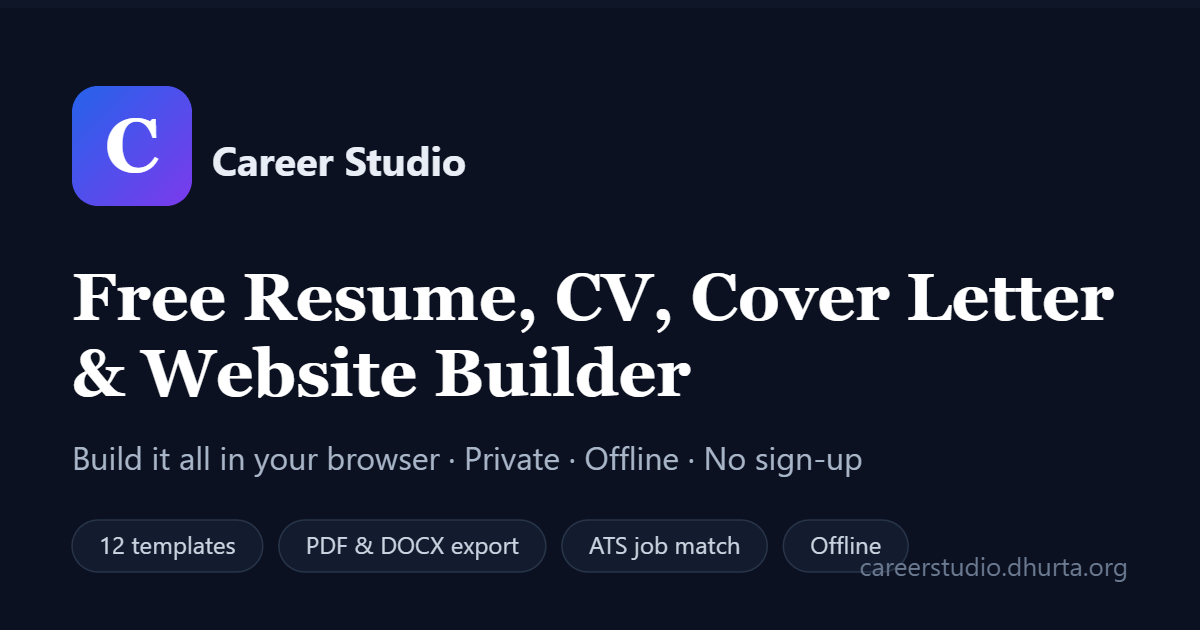 C
Career Studio
Free Resume, CV, Cover Letter
& Website Builder
Build it all in your browser · Private · Offline · No sign-up
12 templates
PDF & DOCX export
ATS job match
Offline
careerstudio.dhurta.org